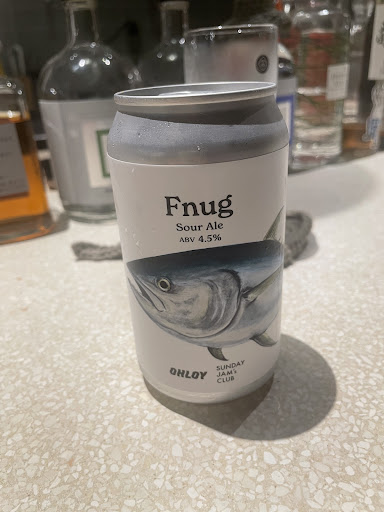 Fnug
Sour Ale
ABV 4.5%
OHLOY
SUNDAY
JAMS
CLUB